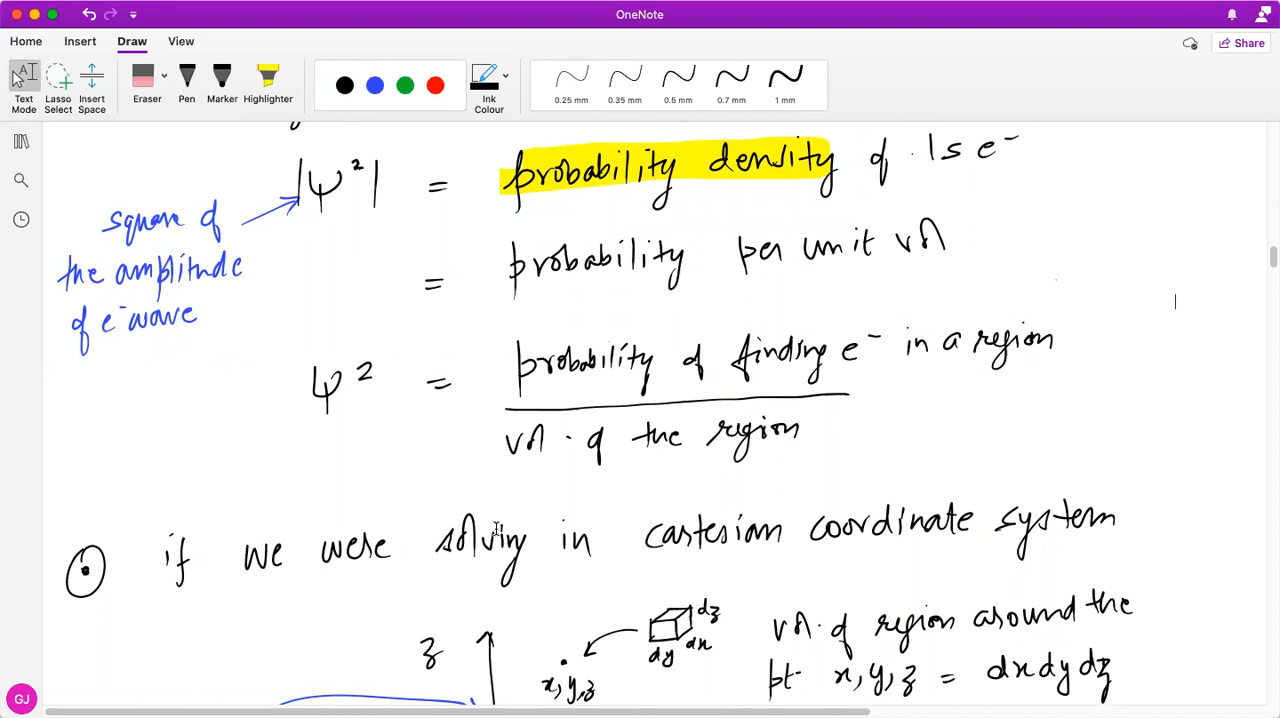 OneNote
Home Insert Draw View
Share
Text Mode
Lasso Select
Insert Space
Eraser
Pen
Marker
Highlighter
Ink Colour
0.25 mm
0.35 mm
0.5 mm
0.7 mm
1 mm
|ψ²| = probability density of 1s e⁻
square of
the amplitude
of e⁻ wave
= probability per unit vol
ψ² = probability of finding e⁻ in a region
vol. of the region
if we were solving in cartesian coordinate system
z
x, y, z
dz
dx
dy
vol. of region around the
pt. x, y, z = dx dy dz
GJ